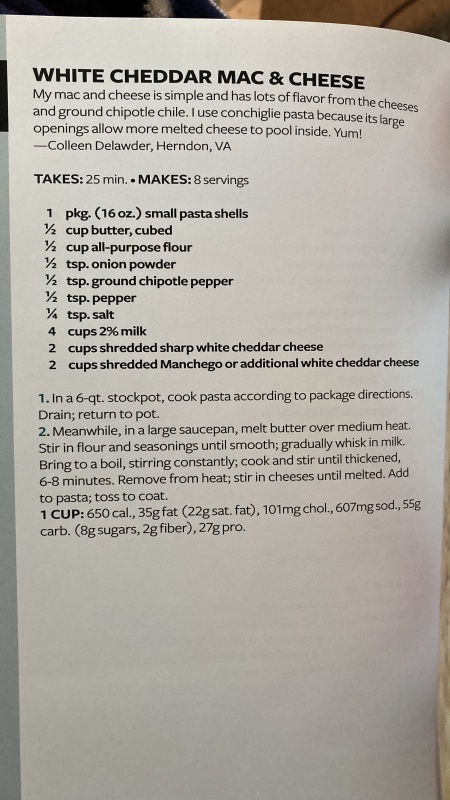 WHITE CHEDDAR MAC & CHEESE
My mac and cheese is simple and has lots of flavor from the cheeses
and ground chipotle chile. I use conchiglie pasta because its large
openings allow more melted cheese to pool inside. Yum!
—Colleen Delawder, Herndon, VA
TAKES: 25 min. • MAKES: 8 servings
1 pkg. (16 oz.) small pasta shells
½ cup butter, cubed
½ cup all-purpose flour
½ tsp. onion powder
½ tsp. ground chipotle pepper
½ tsp. pepper
¼ tsp. salt
4 cups 2% milk
2 cups shredded sharp white cheddar cheese
2 cups shredded Manchego or additional white cheddar cheese
1. In a 6-qt. stockpot, cook pasta according to package directions.
Drain; return to pot.
2. Meanwhile, in a large saucepan, melt butter over medium heat.
Stir in flour and seasonings until smooth; gradually whisk in milk.
Bring to a boil, stirring constantly; cook and stir until thickened,
6-8 minutes. Remove from heat; stir in cheeses until melted. Add
to pasta; toss to coat.
1 CUP: 650 cal., 35g fat (22g sat. fat), 101mg chol., 607mg sod., 55g
carb. (8g sugars, 2g fiber), 27g pro.